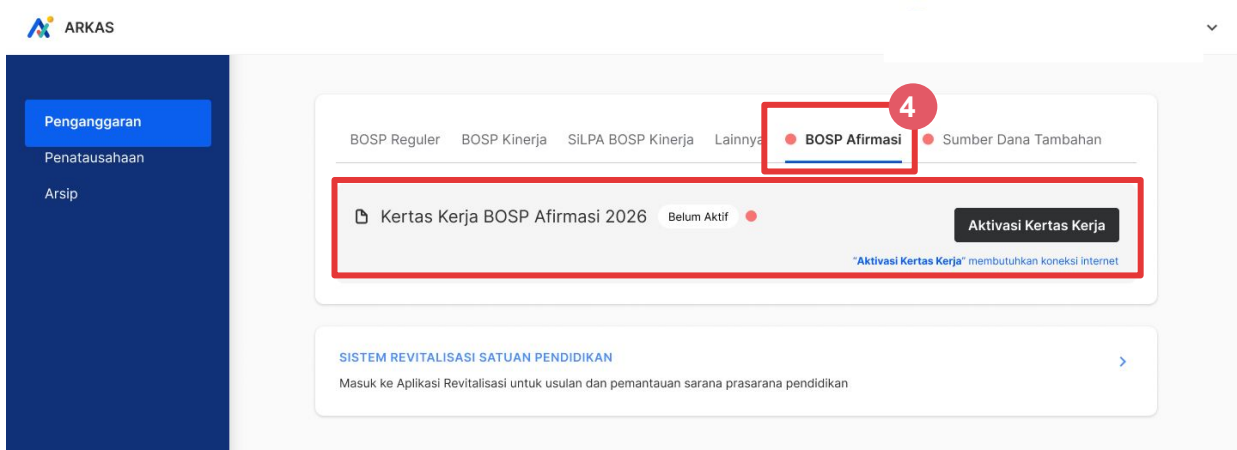 ARKAS
4
Penganggaran
Penatausahaan
Arsip
BOSP Reguler BOSP Kinerja SiLPA BOSP Kinerja Lainnya BOSP Afirmasi Sumber Dana Tambahan
Kertas Kerja BOSP Afirmasi 2026 Belum Aktif
Aktivasi Kertas Kerja
"Aktivasi Kertas Kerja" membutuhkan koneksi internet
SISTEM REVITALISASI SATUAN PENDIDIKAN
Masuk ke Aplikasi Revitalisasi untuk usulan dan pemantauan sarana prasarana pendidikan